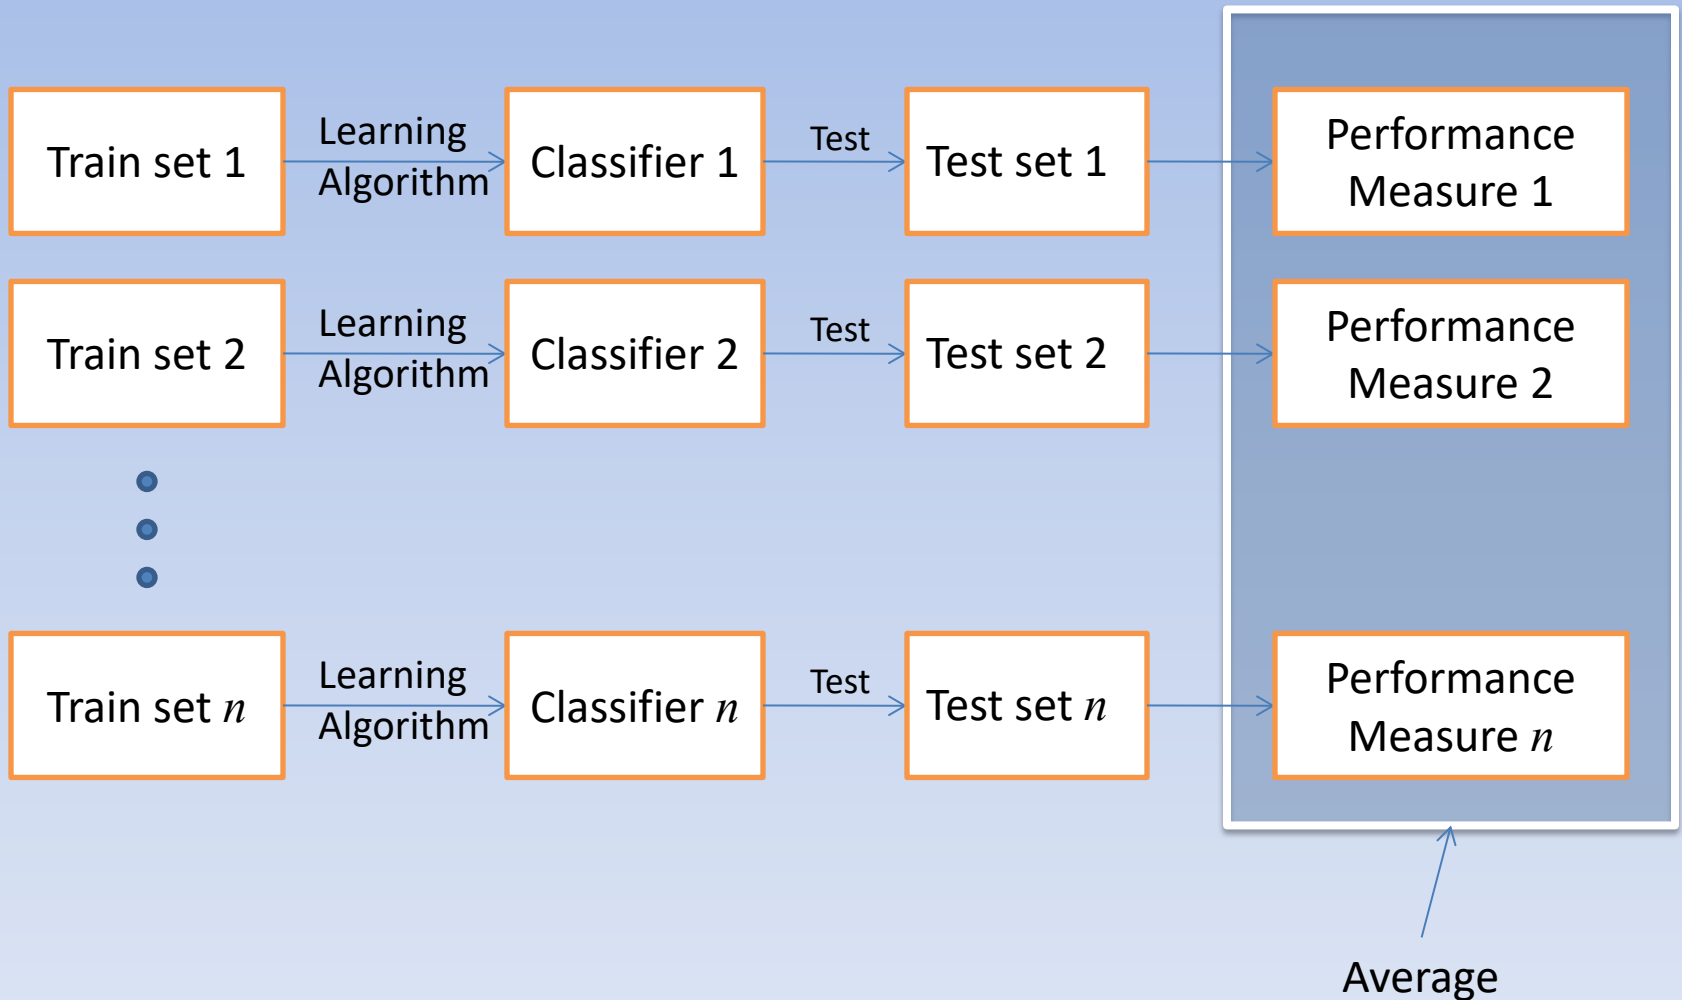 Train set 1
Learning
Algorithm
Classifier 1
Test
Test set 1
Performance
Measure 1
Train set 2
Learning
Algorithm
Classifier 2
Test
Test set 2
Performance
Measure 2
Train set n
Learning
Algorithm
Classifier n
Test
Test set n
Performance
Measure n
Average